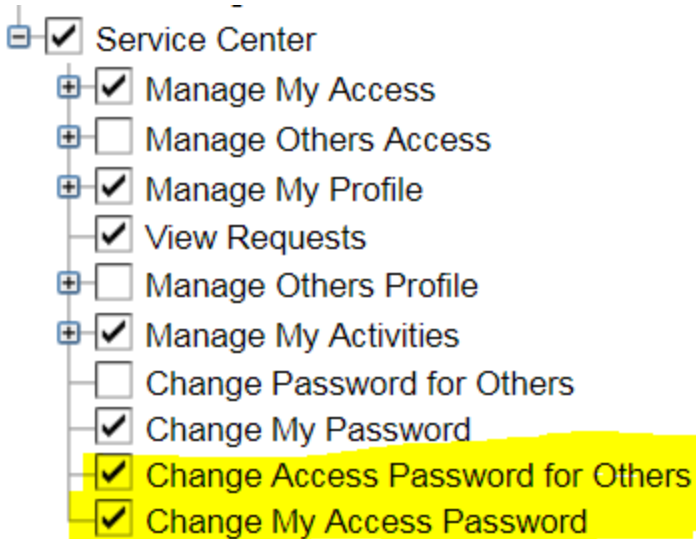 Service Center
Manage My Access
Manage Others Access
Manage My Profile
View Requests
Manage Others Profile
Manage My Activities
Change Password for Others
Change My Password
Change Access Password for Others
Change My Access Password